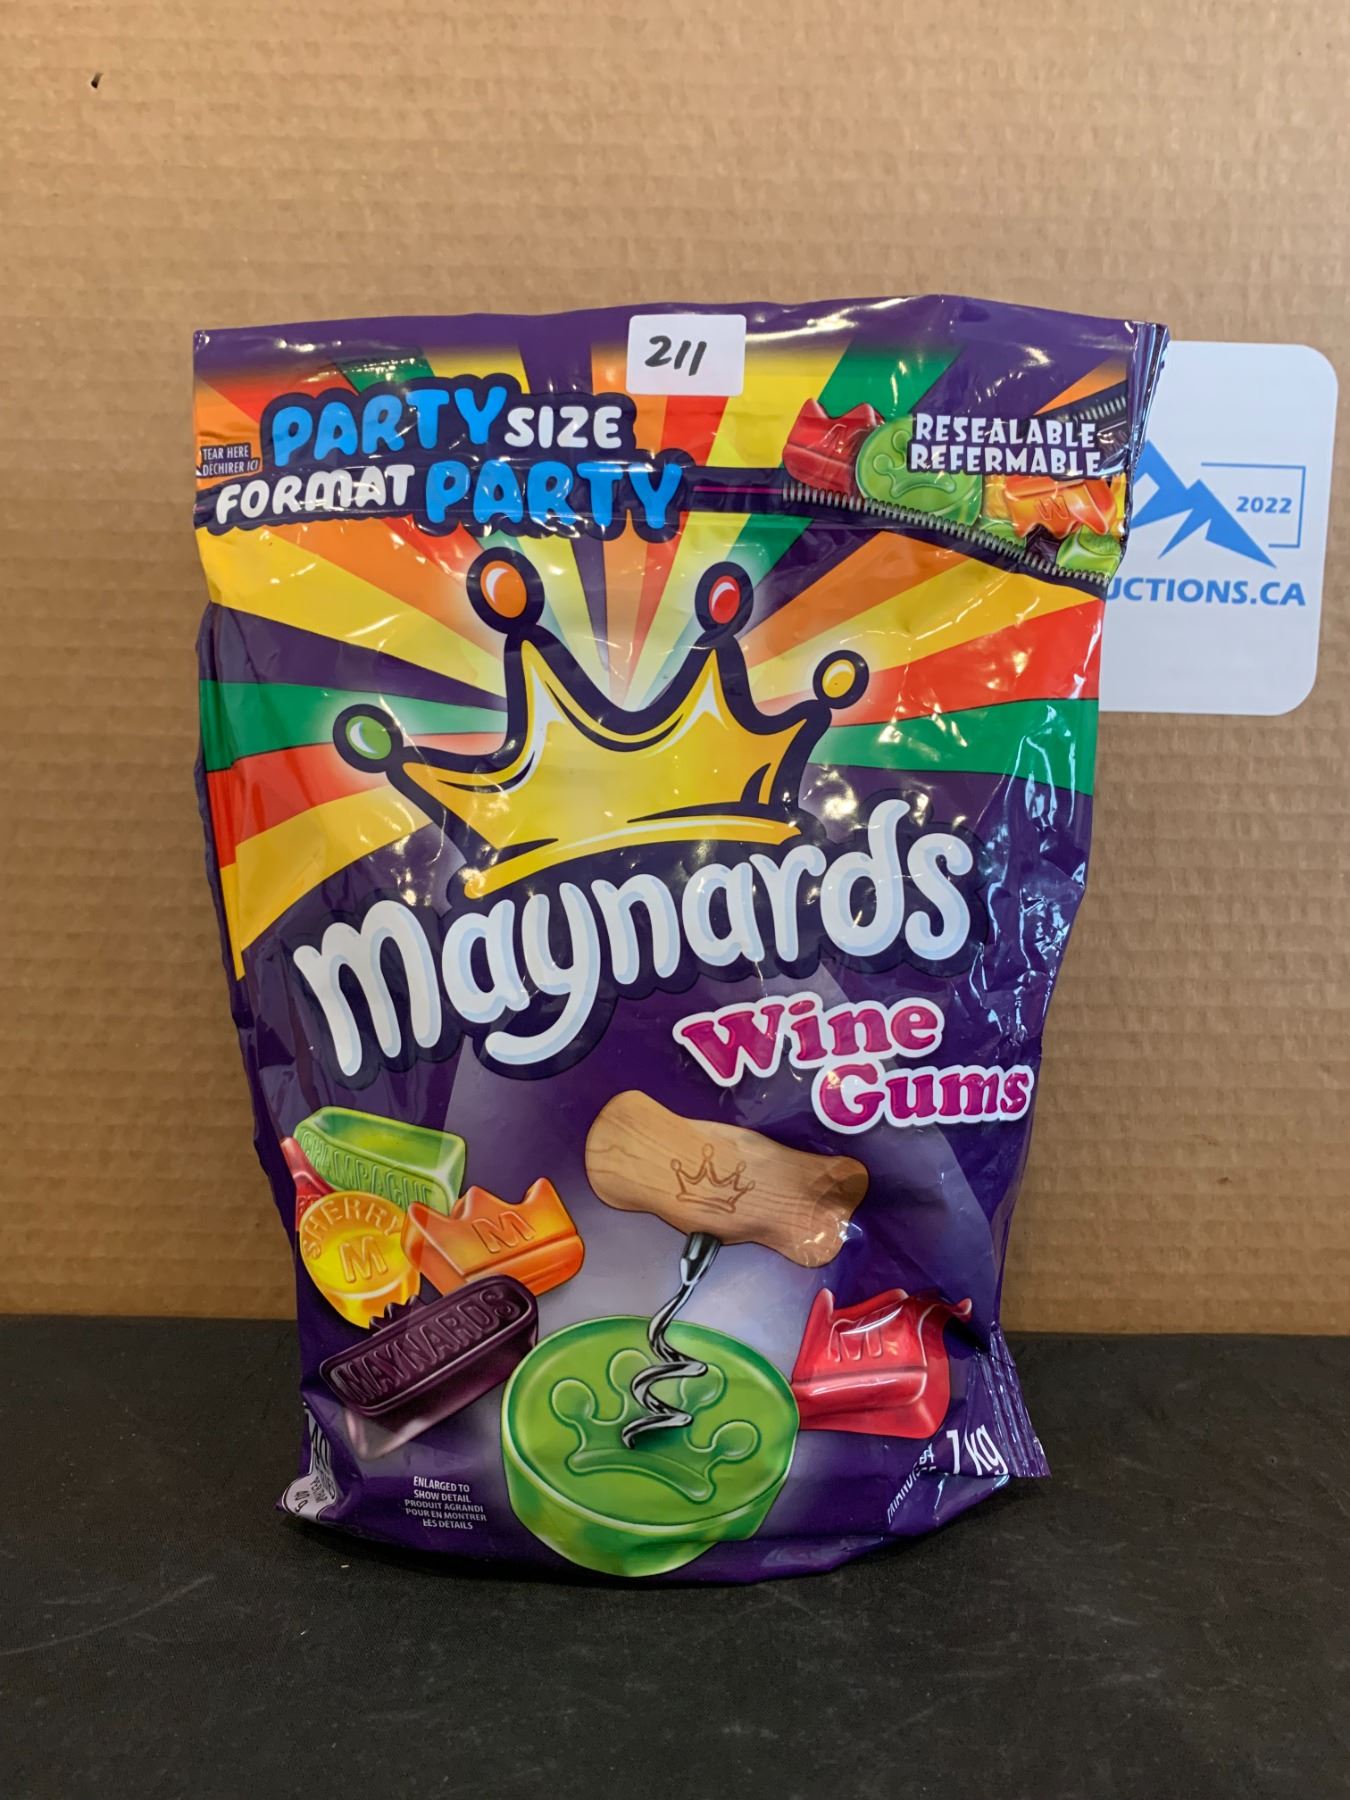 211
PARTY SIZE
FORMAT PARTY
TEAR HERE
DÉCHIRER ICI
RESEALABLE
REFERMABLE
2022
UCTIONS.CA
maynards
Wine
Gums
CHAMPAGNE
SHERRY
M
M
MAYNARDS
M
ENLARGED TO
SHOW DETAIL
PRODUIT AGRANDI
POUR EN MONTRER
LES DÉTAILS
1 kg